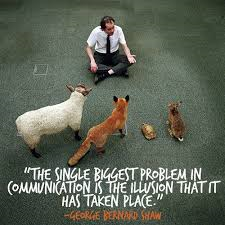 "THE SINGLE BIGGEST PROBLEM IN
COMMUNICATION IS THE ILLUSION THAT IT
HAS TAKEN PLACE."
-GEORGE BERNARD SHAW